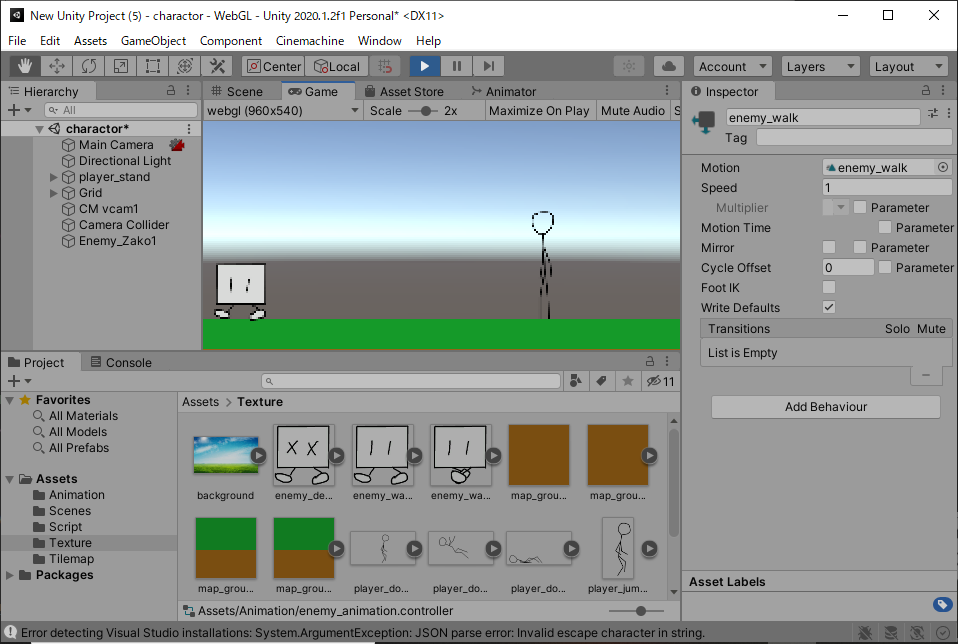 New Unity Project (5) - charactor - WebGL - Unity 2020.1.2f1 Personal* <DX11>
File Edit Assets GameObject Component Cinemachine Window Help
Center Local Account Layers Layout
Hierarchy
All
charactor*
Main Camera
Directional Light
player_stand
Grid
CM vcam1
Camera Collider
Enemy_Zako1
Scene Game Asset Store Animator
webgl (960x540) Scale 2x Maximize On Play Mute Audio S
Inspector
enemy_walk
Tag
Motion enemy_walk
Speed 1
Multiplier Parameter
Motion Time Parameter
Mirror Parameter
Cycle Offset 0 Parameter
Foot IK
Write Defaults
Transitions Solo Mute
List is Empty
Add Behaviour
Asset Labels
Project Console
11
Favorites
All Materials
All Models
All Prefabs
Assets
Animation
Scenes
Script
Texture
Tilemap
Packages
Assets > Texture
background enemy_de... enemy_wa... enemy_wa... map_grou... map_grou...
map_grou... map_grou... player_do... player_do... player_do... player_jum...
Assets/Animation/enemy_animation.controller
Error detecting Visual Studio installations: System.ArgumentException: JSON parse error: Invalid escape character in string.